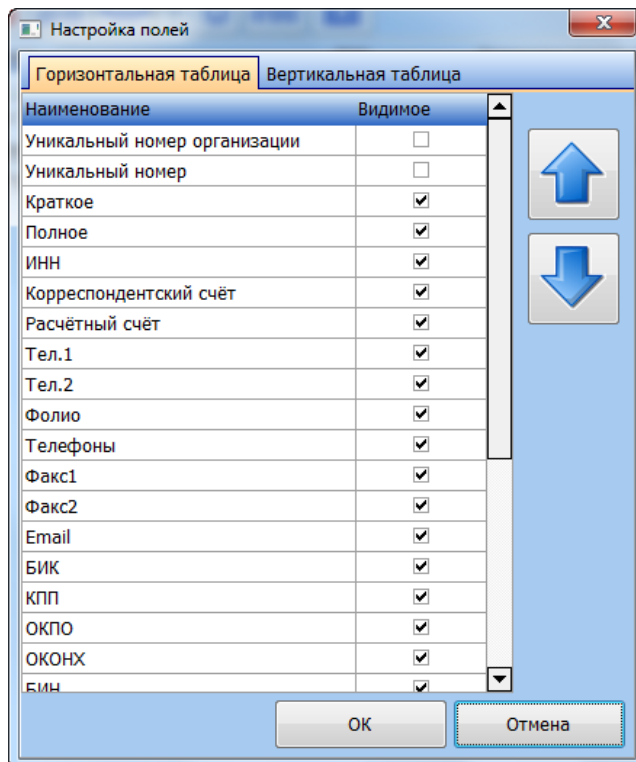 Настройка полей
Горизонтальная таблица Вертикальная таблица
Наименование Видимое
Уникальный номер организации
Уникальный номер
Краткое
Полное
ИНН
Корреспондентский счёт
Расчётный счёт
Тел.1
Тел.2
Фолио
Телефоны
Факс1
Факс2
Email
БИК
КПП
ОКПО
ОКОНХ
БИН
ОК Отмена